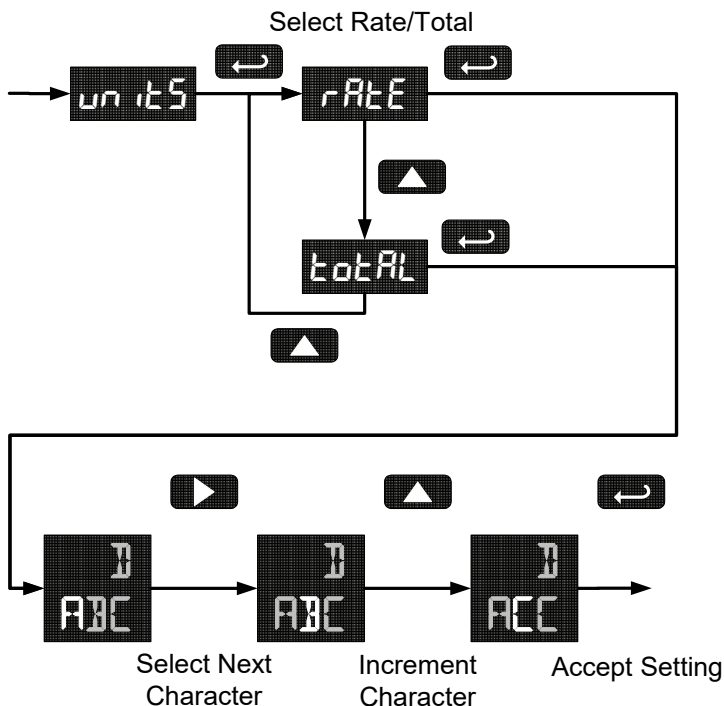 Select Rate/Total
unitS
rAtE
totAL
D
ABC
D
ABC
D
ACC
Select Next
Character
Increment
Character
Accept Setting